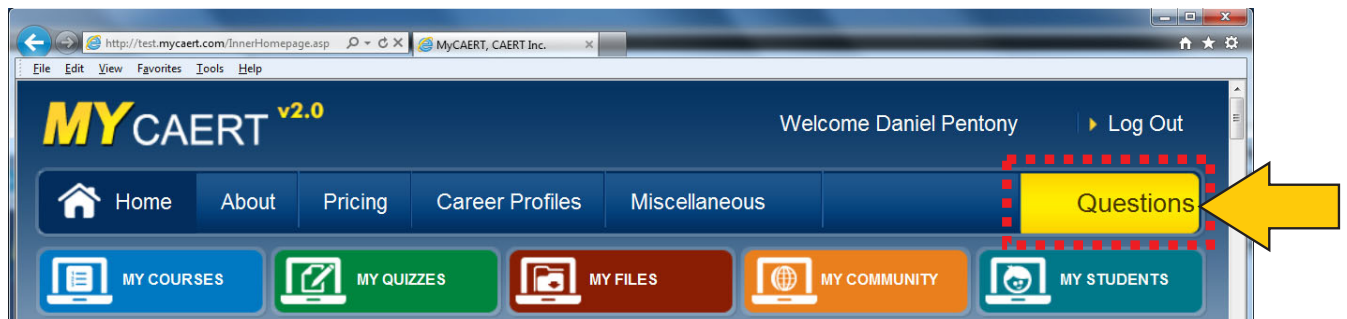 http://test.mycaert.com/InnerHomepage.asp MyCAERT, CAERT Inc.
File Edit View Favorites Tools Help
MYCAERT v2.0
Welcome Daniel Pentony Log Out
Home About Pricing Career Profiles Miscellaneous Questions
MY COURSES MY QUIZZES MY FILES MY COMMUNITY MY STUDENTS